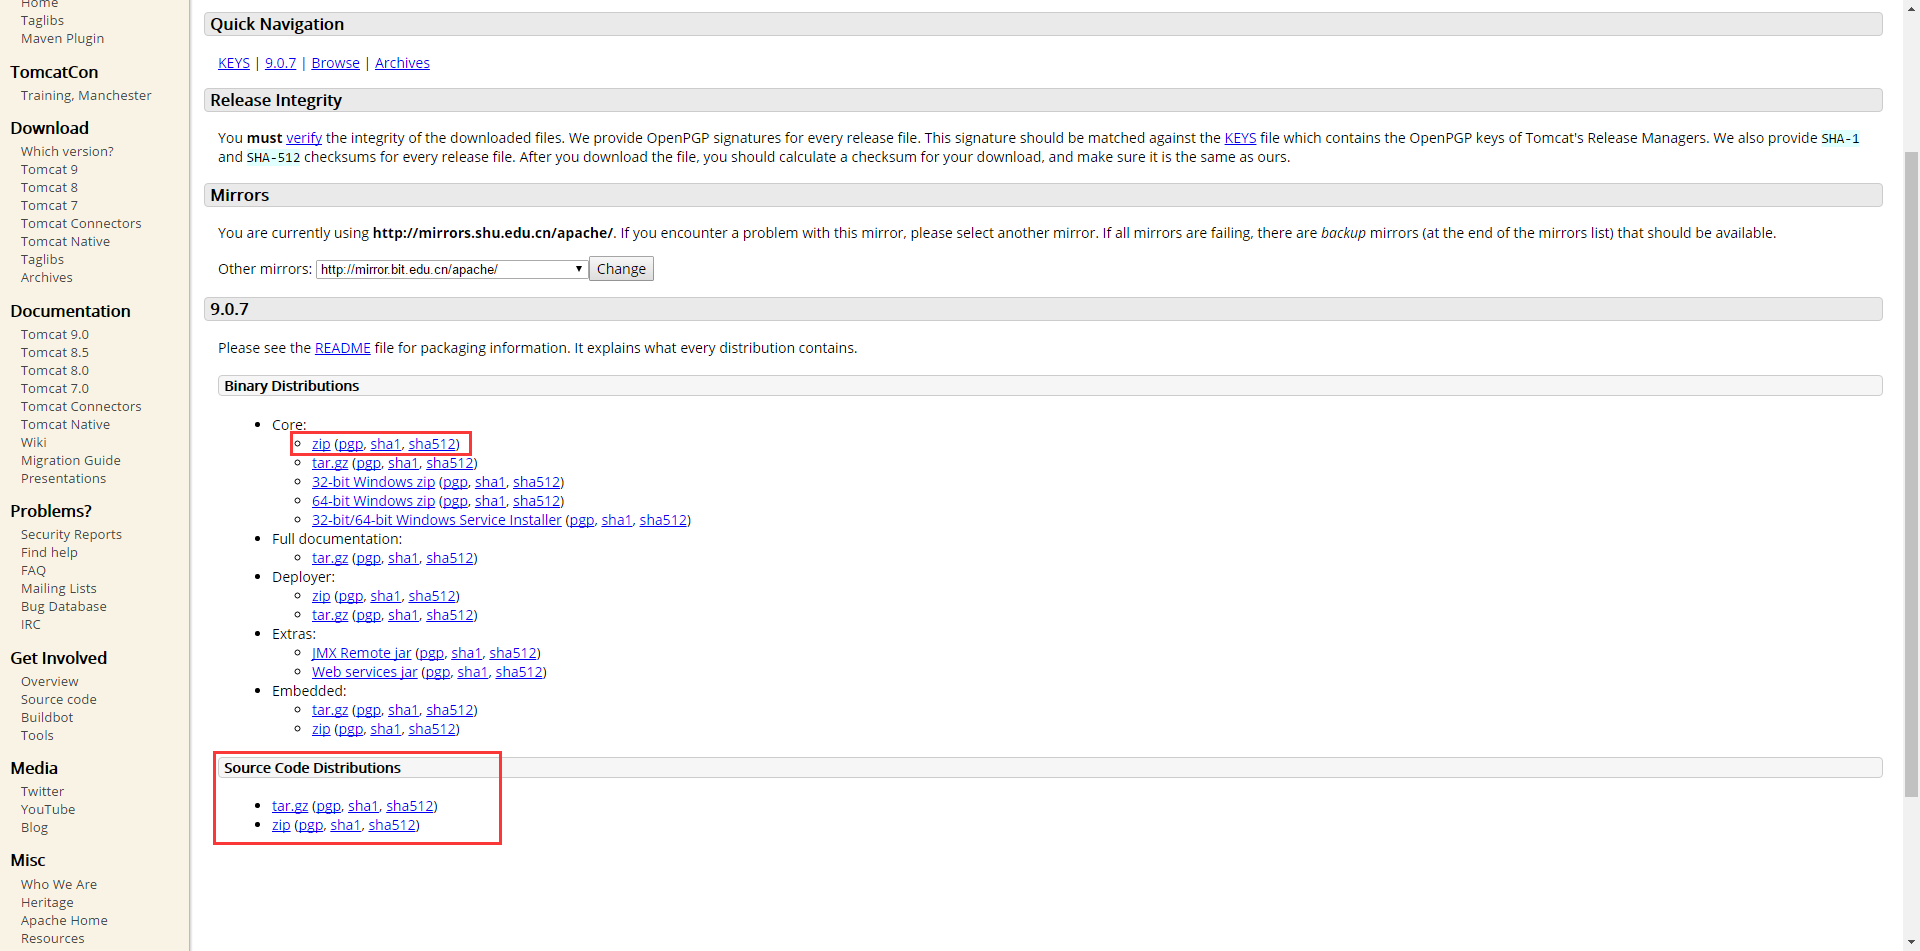 Home
Taglibs
Maven Plugin
TomcatCon
Training, Manchester
Download
Which version?
Tomcat 9
Tomcat 8
Tomcat 7
Tomcat Connectors
Tomcat Native
Taglibs
Archives
Documentation
Tomcat 9.0
Tomcat 8.5
Tomcat 8.0
Tomcat 7.0
Tomcat Connectors
Tomcat Native
Wiki
Migration Guide
Presentations
Problems?
Security Reports
Find help
FAQ
Mailing Lists
Bug Database
IRC
Get Involved
Overview
Source code
Buildbot
Tools
Media
Twitter
YouTube
Blog
Misc
Who We Are
Heritage
Apache Home
Resources
Quick Navigation
KEYS | 9.0.7 | Browse | Archives
Release Integrity
You must verify the integrity of the downloaded files. We provide OpenPGP signatures for every release file. This signature should be matched against the KEYS file which contains the OpenPGP keys of Tomcat's Release Managers. We also provide SHA-1
and SHA-512 checksums for every release file. After you download the file, you should calculate a checksum for your download, and make sure it is the same as ours.
Mirrors
You are currently using http://mirrors.shu.edu.cn/apache/. If you encounter a problem with this mirror, please select another mirror. If all mirrors are failing, there are backup mirrors (at the end of the mirrors list) that should be available.
Other mirrors: http://mirror.bit.edu.cn/apache/ Change
9.0.7
Please see the README file for packaging information. It explains what every distribution contains.
Binary Distributions
Core:
zip (pgp, sha1, sha512)
tar.gz (pgp, sha1, sha512)
32-bit Windows zip (pgp, sha1, sha512)
64-bit Windows zip (pgp, sha1, sha512)
32-bit/64-bit Windows Service Installer (pgp, sha1, sha512)
Full documentation:
tar.gz (pgp, sha1, sha512)
Deployer:
zip (pgp, sha1, sha512)
tar.gz (pgp, sha1, sha512)
Extras:
JMX Remote jar (pgp, sha1, sha512)
Web services jar (pgp, sha1, sha512)
Embedded:
tar.gz (pgp, sha1, sha512)
zip (pgp, sha1, sha512)
Source Code Distributions
tar.gz (pgp, sha1, sha512)
zip (pgp, sha1, sha512)